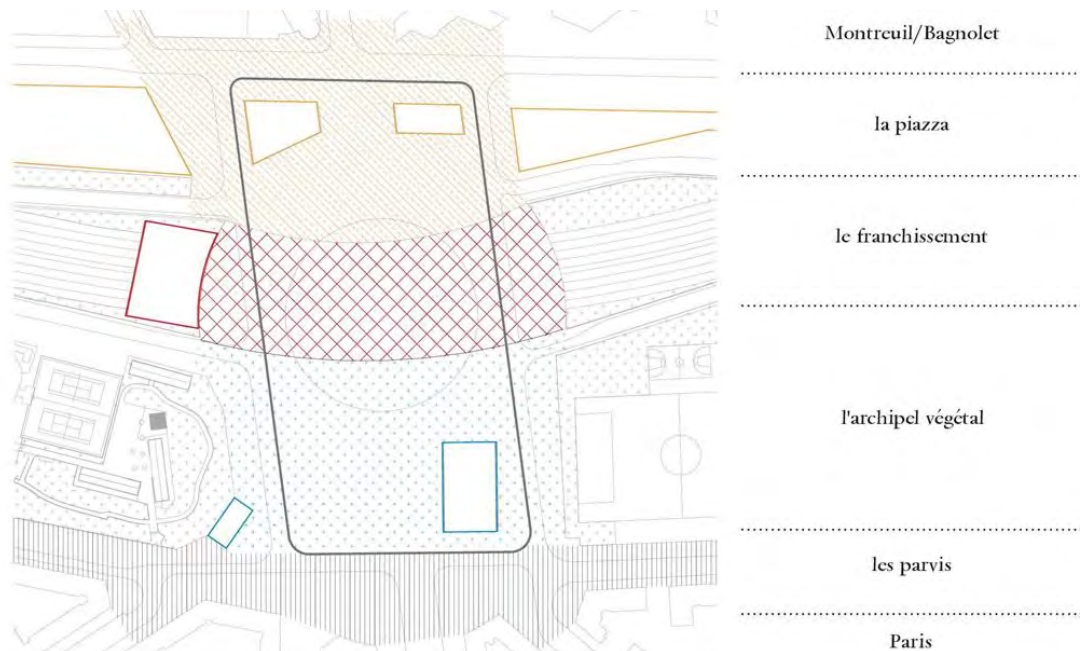 Montreuil/Bagnolet
la piazza
le franchissement
l'archipel végétal
les parvis
Paris